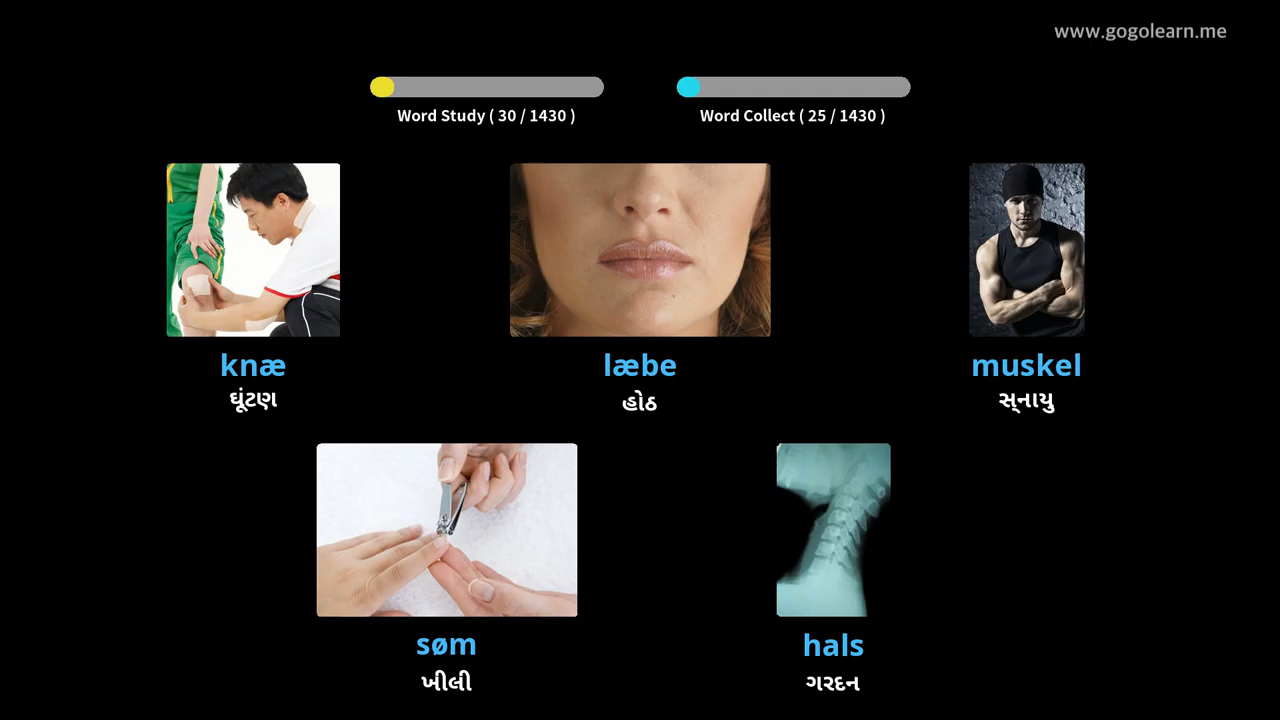 www.gogolearn.me
Word Study ( 30 / 1430 )
Word Collect ( 25 / 1430 )
knæ
ઘૂંટણ
læbe
હોઠ
muskel
સ્નાયુ
søm
ખીલી
hals
ગરદન